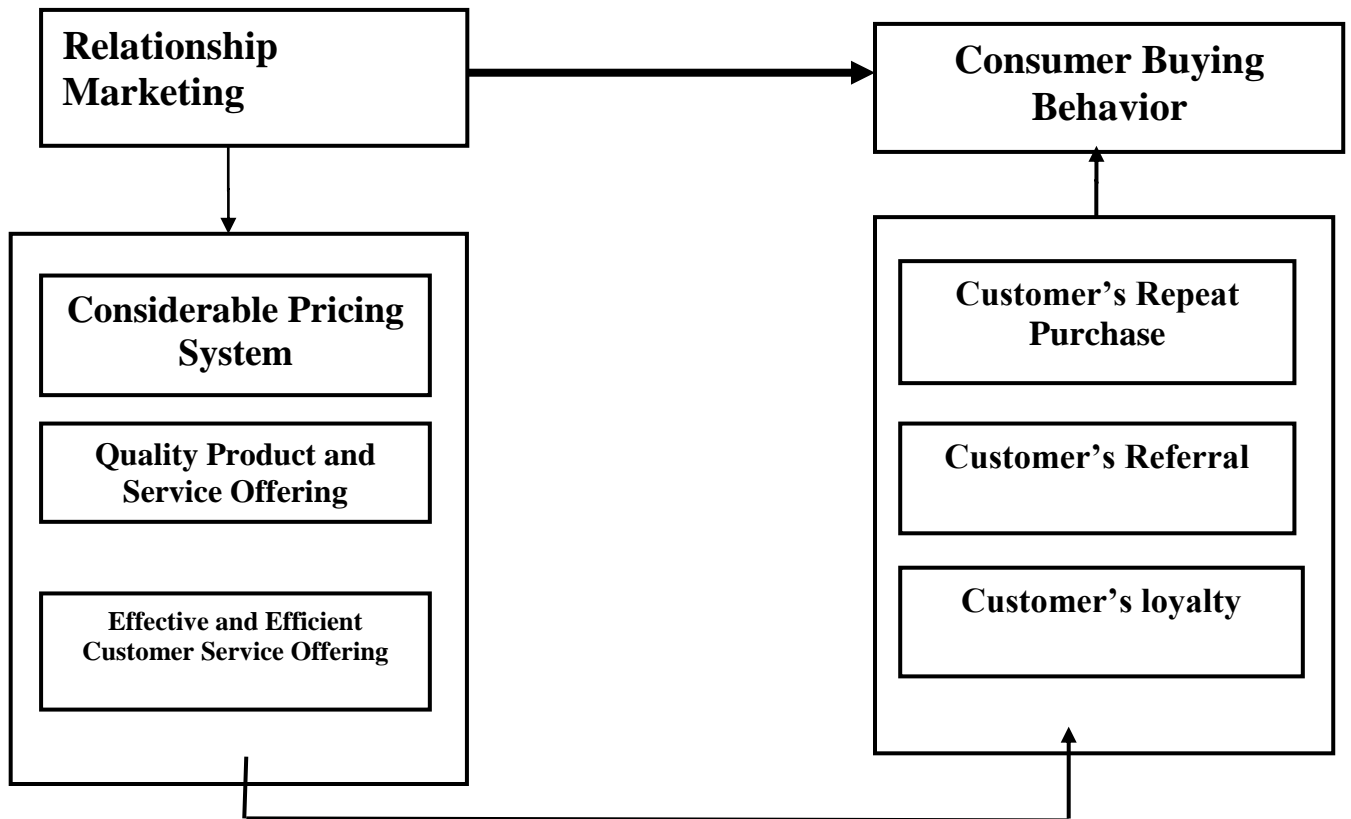 Relationship
Marketing
Consumer Buying
Behavior
Considerable Pricing
System
Quality Product and
Service Offering
Effective and Efficient
Customer Service Offering
Customer’s Repeat
Purchase
Customer’s Referral
Customer’s loyalty